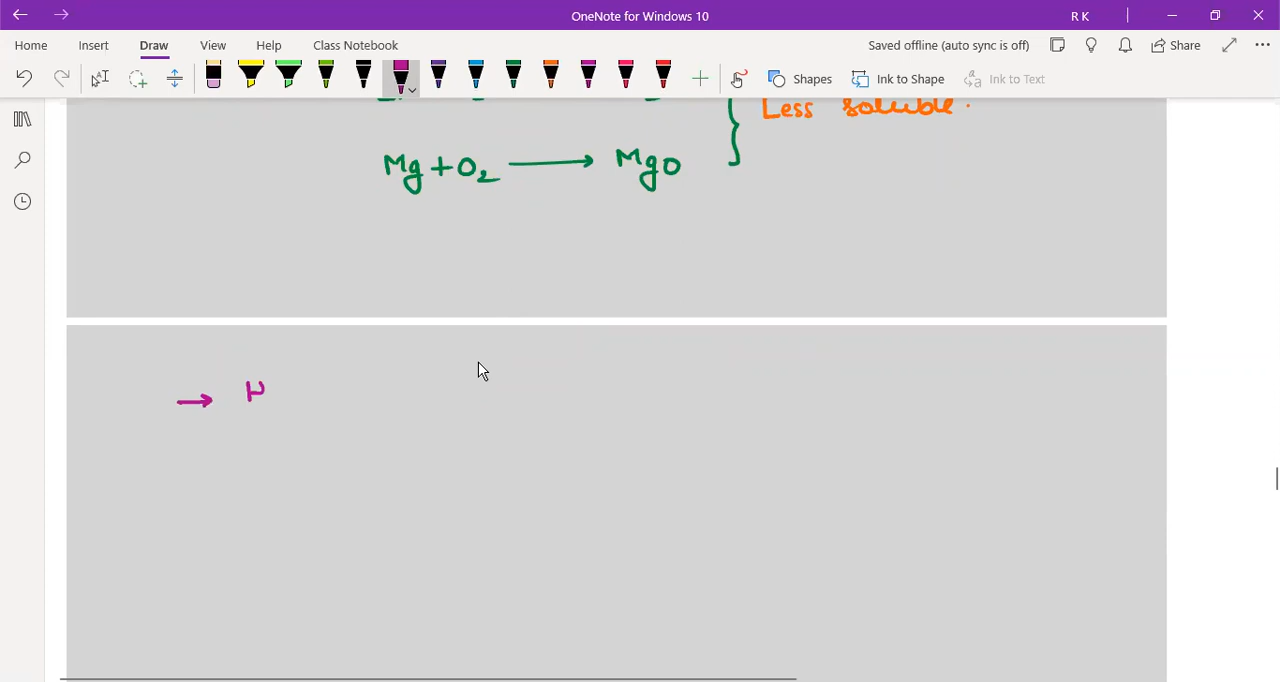 OneNote for Windows 10
R K
Home Insert Draw View Help Class Notebook
Saved offline (auto sync is off)
Share
Shapes
Ink to Shape
Ink to Text
Less soluble.
Mg + O2 → MgO
→